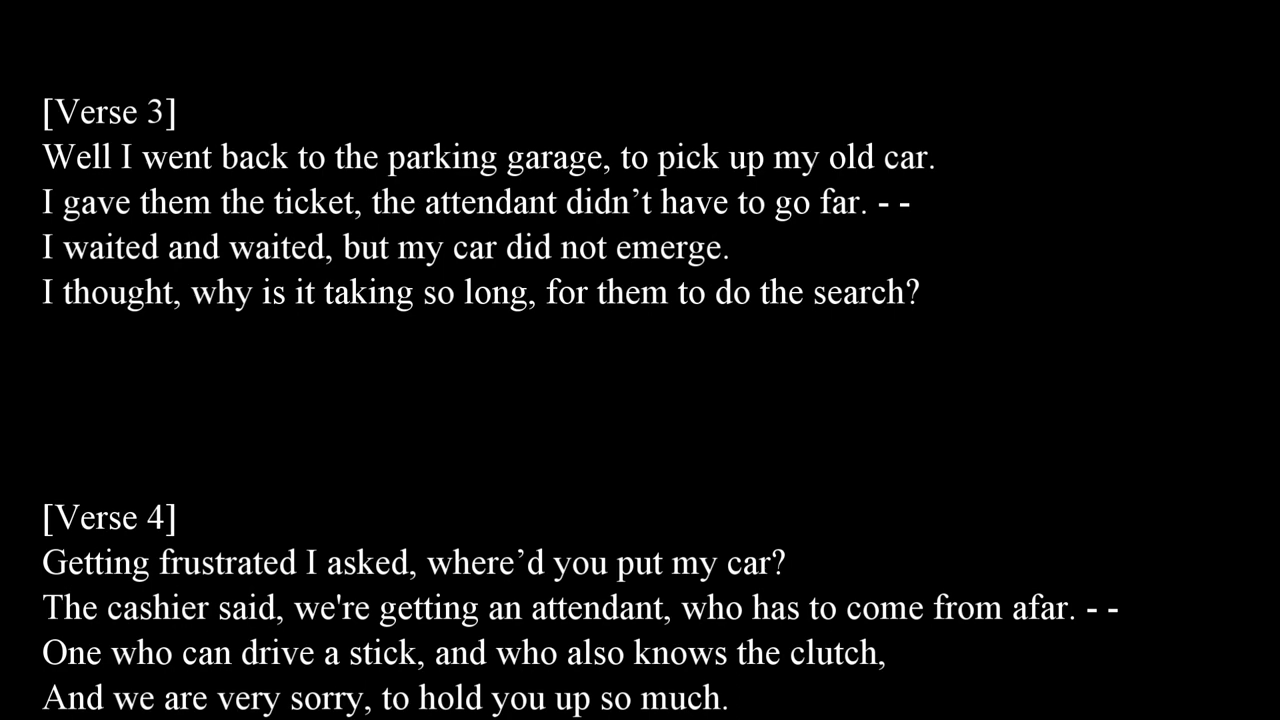 [Verse 3]
Well I went back to the parking garage, to pick up my old car.
I gave them the ticket, the attendant didn’t have to go far. - -
I waited and waited, but my car did not emerge.
I thought, why is it taking so long, for them to do the search?
[Verse 4]
Getting frustrated I asked, where’d you put my car?
The cashier said, we're getting an attendant, who has to come from afar. - -
One who can drive a stick, and who also knows the clutch,
And we are very sorry, to hold you up so much.